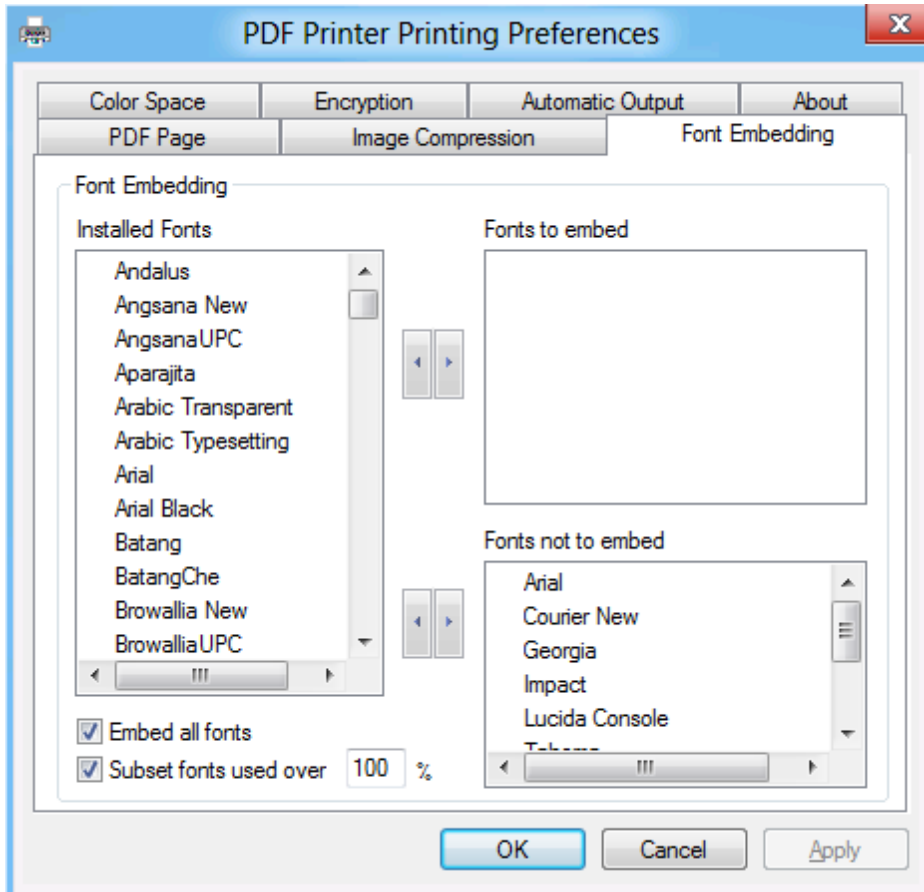 PDF Printer Printing Preferences
Color Space
Encryption
Automatic Output
About
PDF Page
Image Compression
Font Embedding
Font Embedding
Installed Fonts
Andalus
Angsana New
AngsanaUPC
Aparajita
Arabic Transparent
Arabic Typesetting
Arial
Arial Black
Batang
BatangChe
Browallia New
BrowalliaUPC
Fonts to embed
Fonts not to embed
Arial
Courier New
Georgia
Impact
Lucida Console
Embed all fonts
Subset fonts used over 100 %
OK
Cancel
Apply